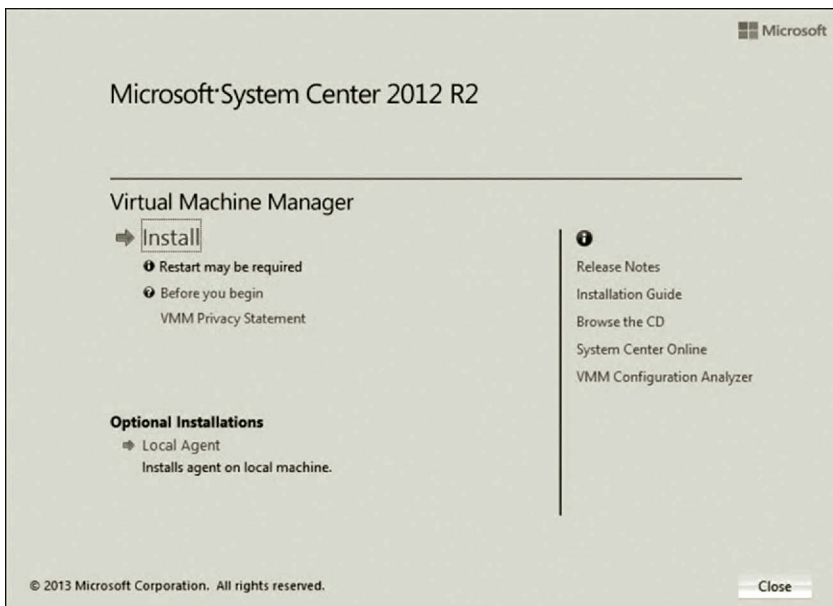 Microsoft
Microsoft System Center 2012 R2
Virtual Machine Manager
Install
Restart may be required
Before you begin
VMM Privacy Statement
Optional Installations
Local Agent
Installs agent on local machine.
Release Notes
Installation Guide
Browse the CD
System Center Online
VMM Configuration Analyzer
© 2013 Microsoft Corporation. All rights reserved.
Close